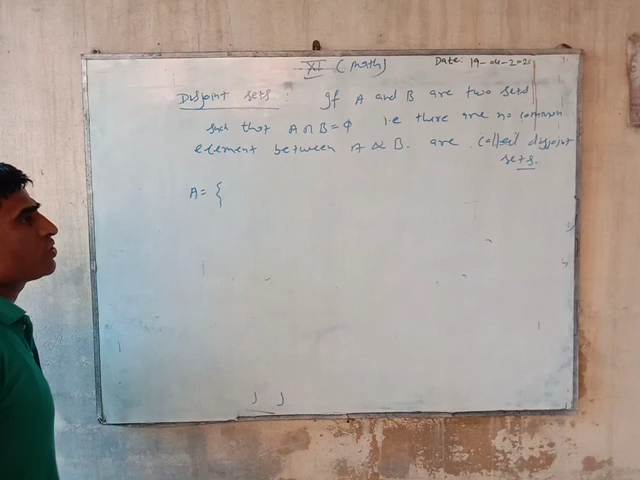 XI (Math)
Date: 19-04-202
Disjoint sets: If A and B are two sets
such that A ∩ B = φ i.e there are no common
element between A & B. are called disjoint
sets.
A = {